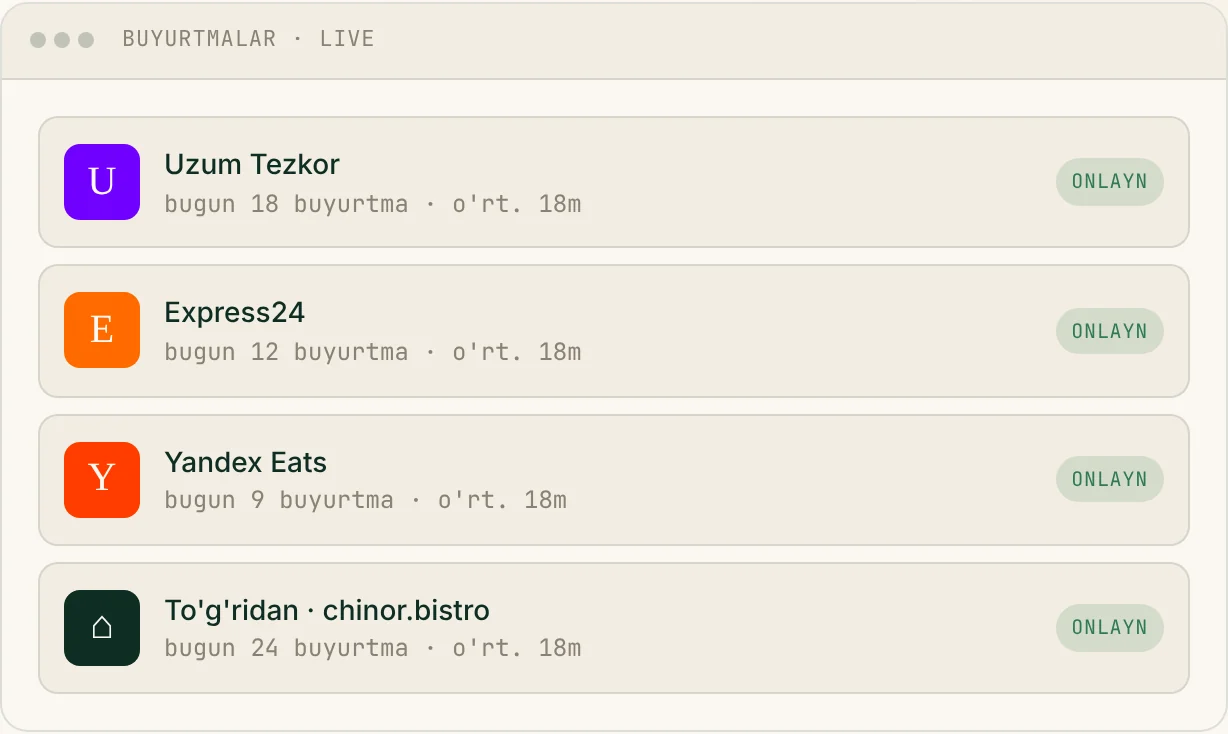 BUYURTMALAR · LIVE
U
Uzum Tezkor
bugun 18 buyurtma · o'rt. 18m
ONLAYN
E
Express24
bugun 12 buyurtma · o'rt. 18m
ONLAYN
Y
Yandex Eats
bugun 9 buyurtma · o'rt. 18m
ONLAYN
To'g'ridan · chinor.bistro
bugun 24 buyurtma · o'rt. 18m
ONLAYN